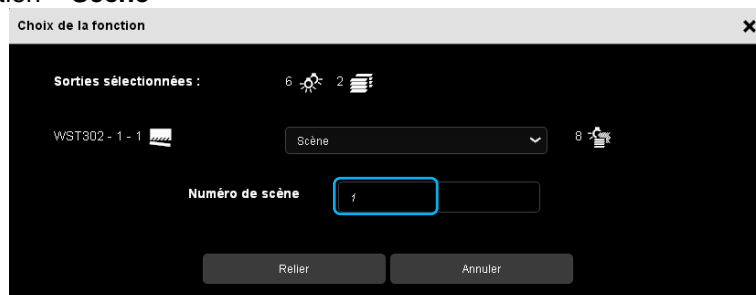 Scène
Choix de la fonction
Sorties sélectionnées : 6 2
WST302 - 1 - 1 Scène 8
Numéro de scène 1
Relier Annuler